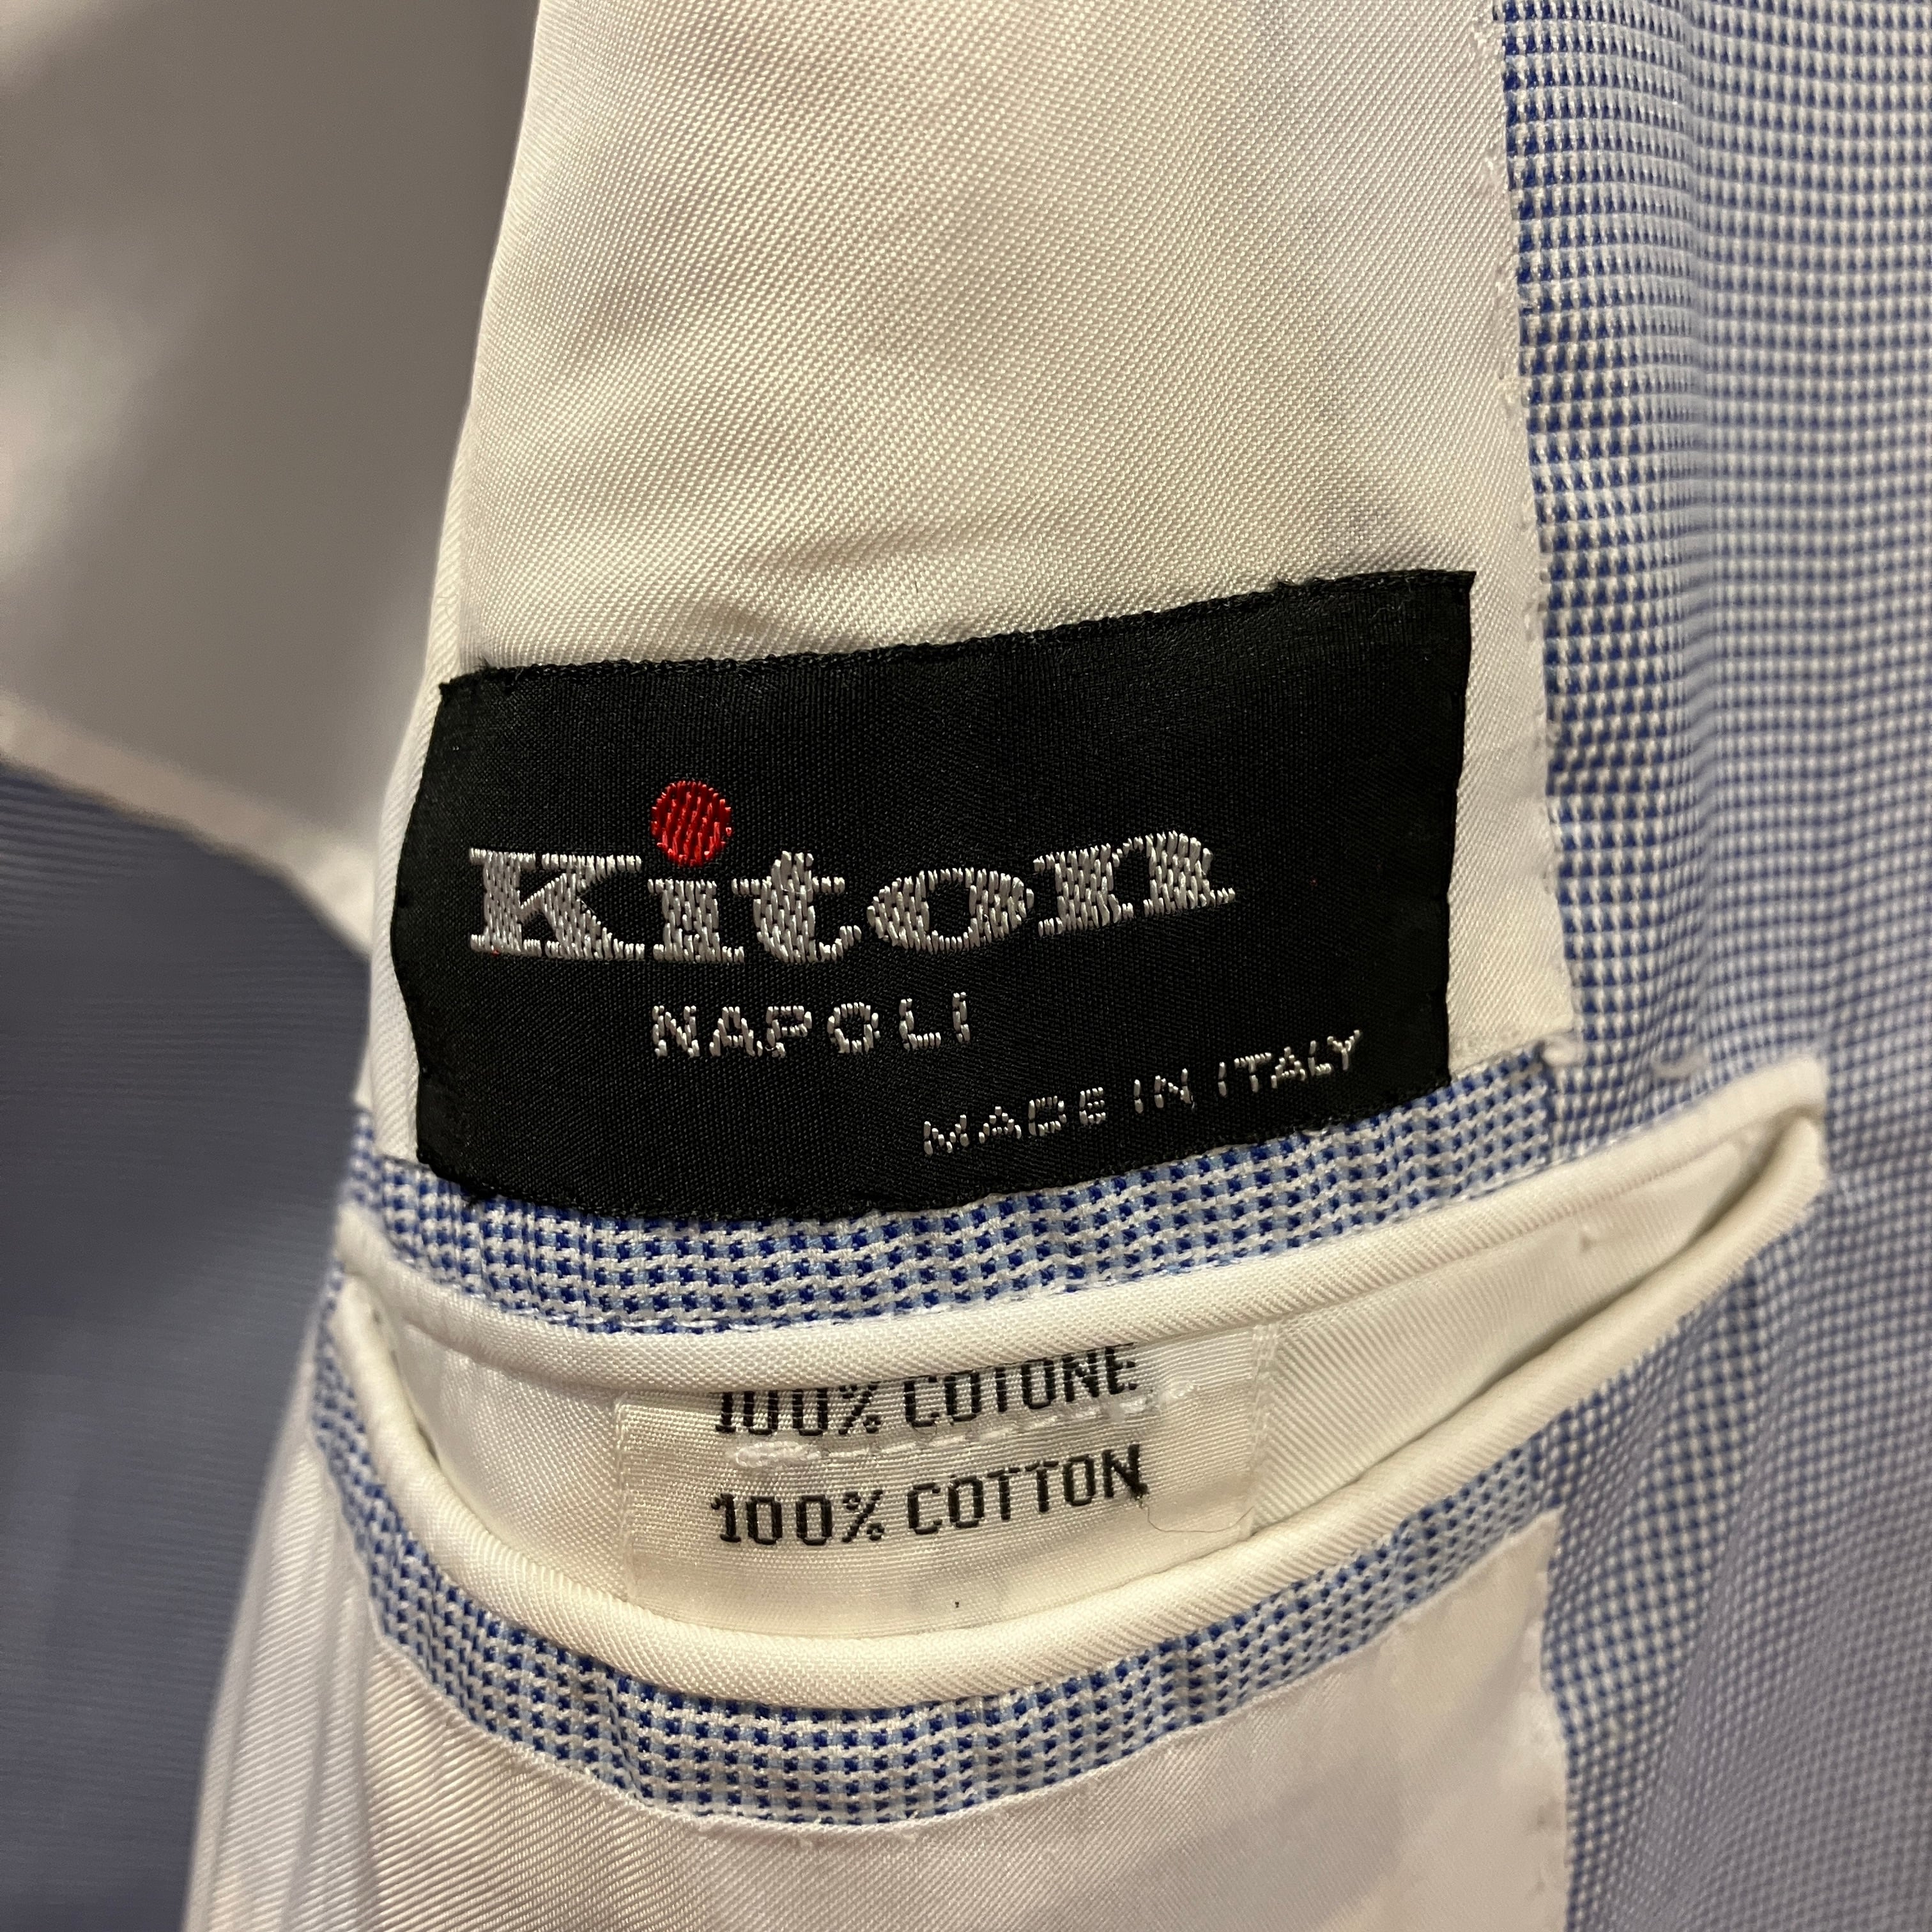 Kiton
NAPOLI
MADE IN ITALY
100% COTONE
100% COTTON